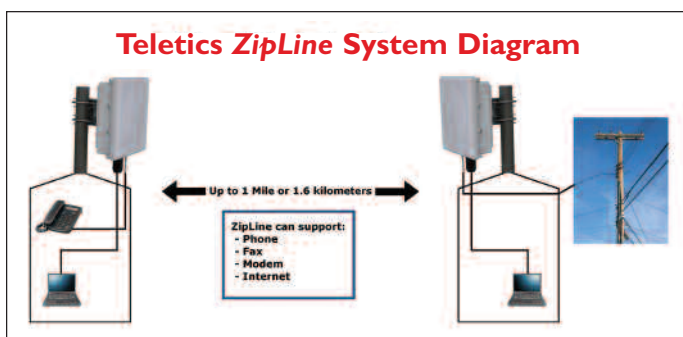 Teletics ZipLine System Diagram
Up to 1 Mile or 1.6 kilometers
ZipLine can support:
- Phone
- Fax
- Modem
- Internet